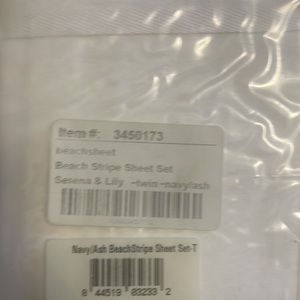 Item #: 3450173
beachsheet
Beach Stripe Sheet Set
Serena & Lily -twin -navy/ash
Navy/Ash BeachStripe Sheet Set-T
8 44519 03233 2